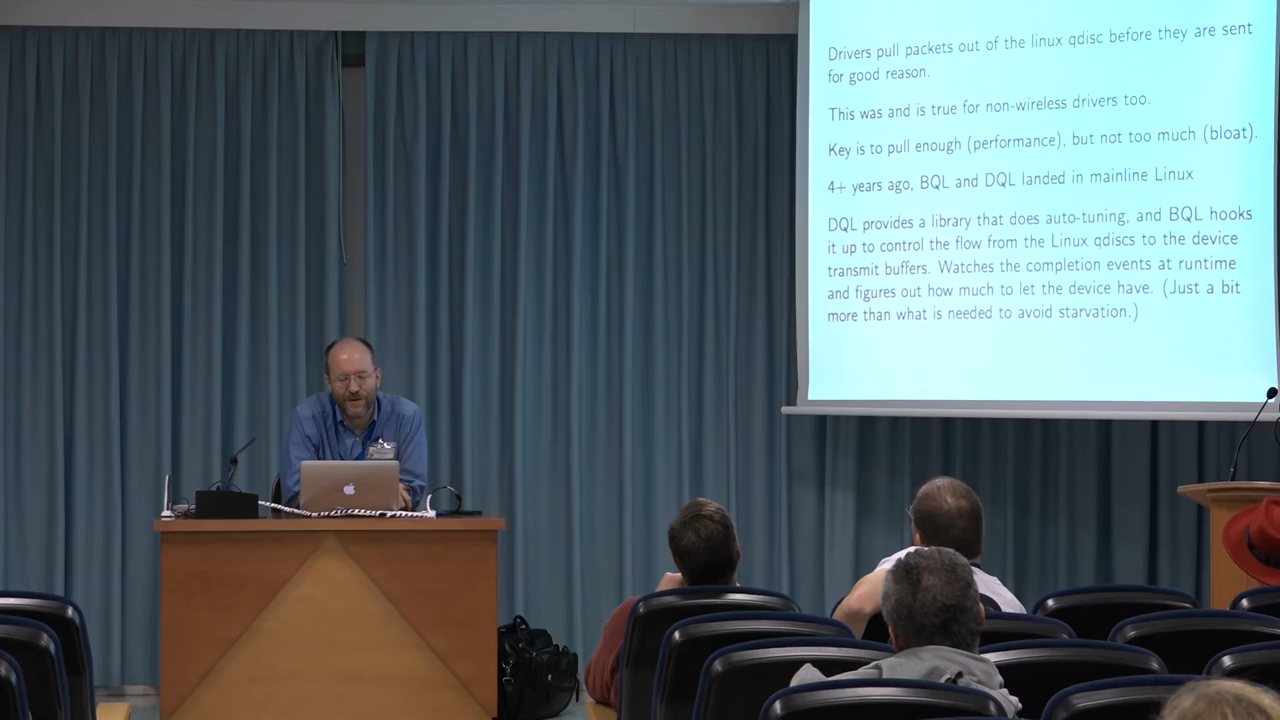 Drivers pull packets out of the linux qdisc before they are sent
for good reason.
This was and is true for non-wireless drivers too.
Key is to pull enough (performance), but not too much (bloat).
4+ years ago, BQL and DQL landed in mainline Linux
DQL provides a library that does auto-tuning, and BQL hooks
it up to control the flow from the Linux qdiscs to the device
transmit buffers. Watches the completion events at runtime
and figures out how much to let the device have. (Just a bit
more than what is needed to avoid starvation.)